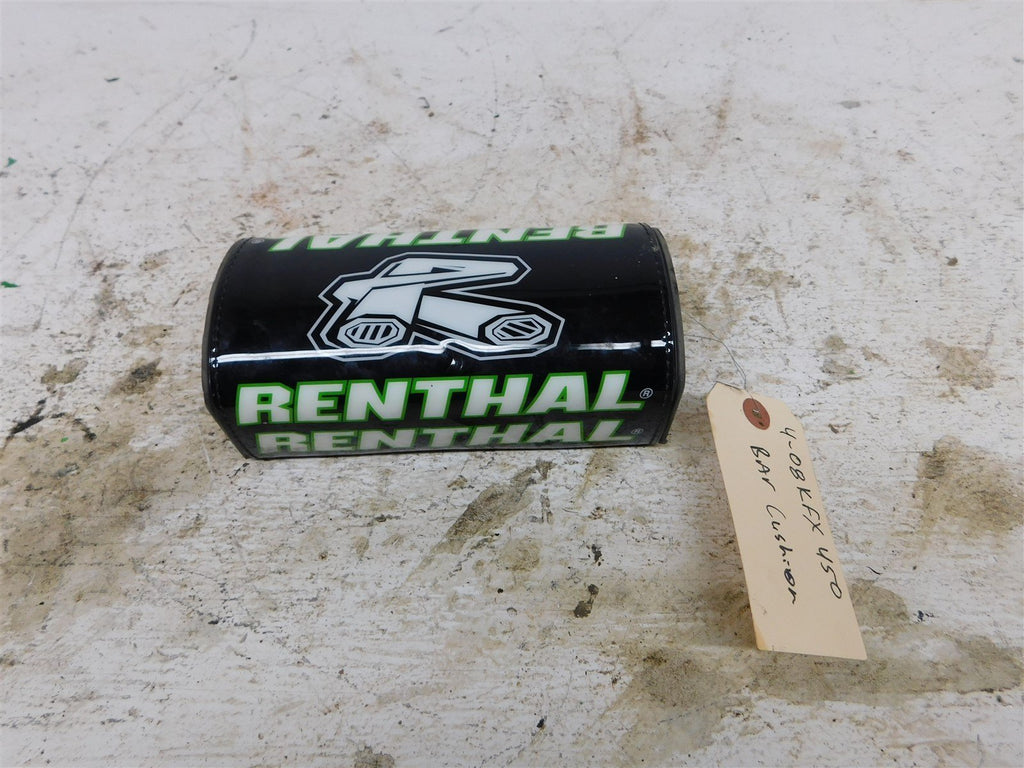 RENTHAL
RENTHAL®
RENTHAL®
4-08 KFX 450
BAr Cushion